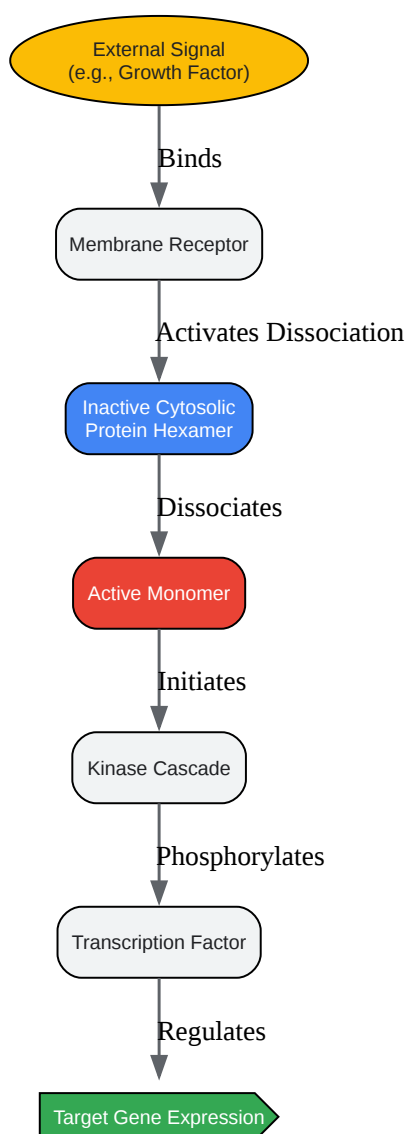 External Signal
(e.g., Growth Factor)
Binds
Membrane Receptor
Activates Dissociation
Inactive Cytosolic
Protein Hexamer
Dissociates
Active Monomer
Initiates
Kinase Cascade
Phosphorylates
Transcription Factor
Regulates
Target Gene Expression